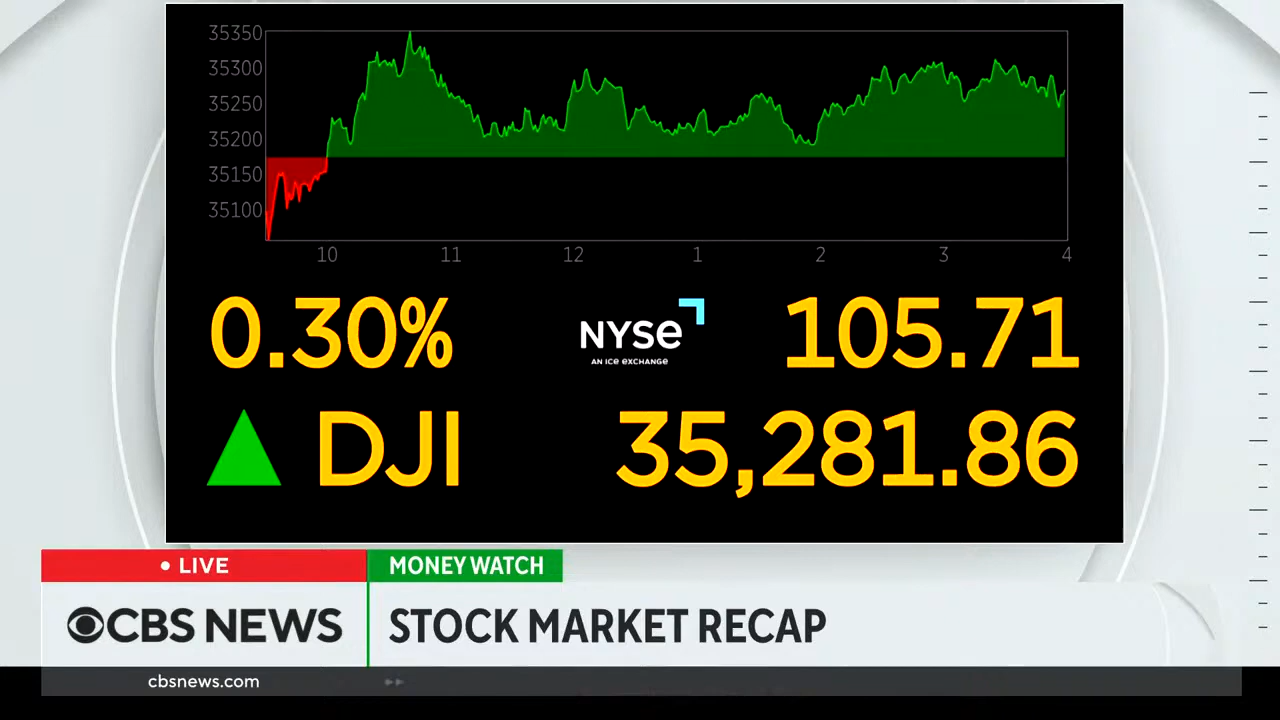 35350
35300
35250
35200
35150
35100
10 11 12 1 2 3 4
0.30% NYSE 105.71
AN ICE EXCHANGE
DJI 35,281.86
LIVE MONEY WATCH
CBS NEWS STOCK MARKET RECAP
cbsnews.com